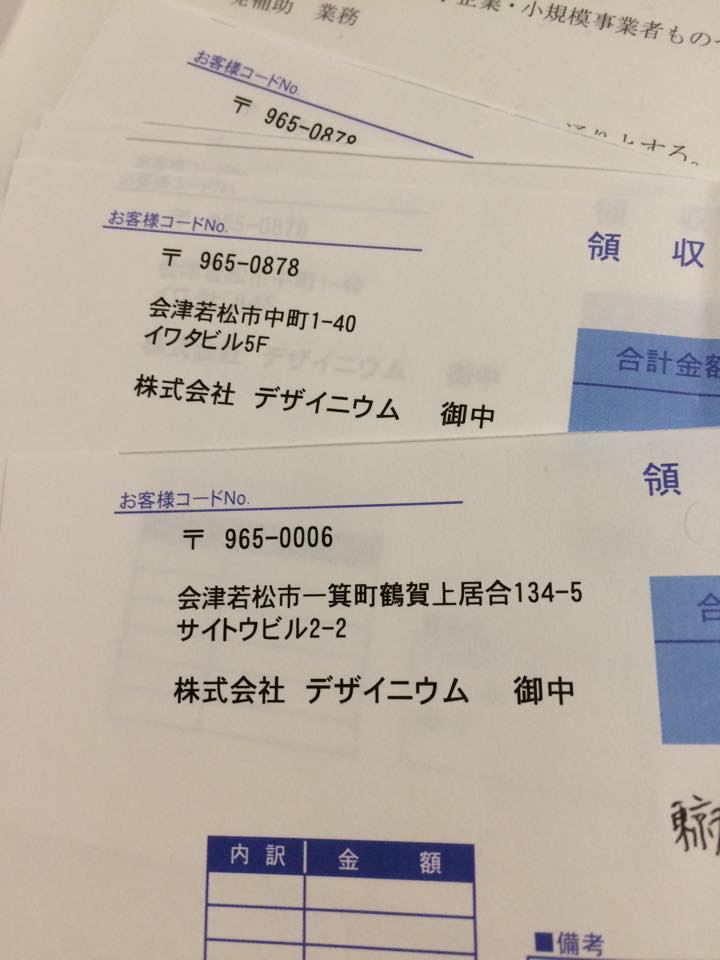 補助 業務
企業・小規模事業者もの
とする。
お客様コードNo.
〒 965-0878
お客様コードNo.
〒 965-0878
会津若松市中町1-40
イワタビル5F
株式会社 デザイニウム 御中
領 収
合計金額
お客様コードNo.
〒 965-0006
会津若松市一箕町鶴賀上居合134-5
サイトウビル2-2
株式会社 デザイニウム 御中
領
合
内 訳 金 額
■備考